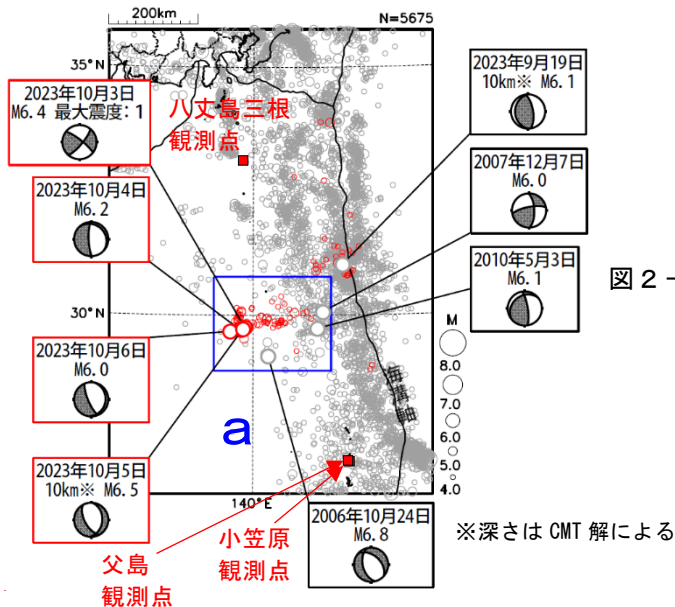 200km
N=5675
35°N
2023年10月3日
M6.4 最大震度：1
八丈島三根
観測点
2023年9月19日
10km※ M6.1
2023年10月4日
M6.2
2007年12月7日
M6.0
2010年5月3日
M6.1
図２－
30°N
2023年10月6日
M6.0
M
8.0
7.0
6.0
5.0
4.0
海溝軸
a
2023年10月5日
10km※ M6.5
140°E
2006年10月24日
M6.8
※深さは CMT 解による
父島
観測点
小笠原
観測点